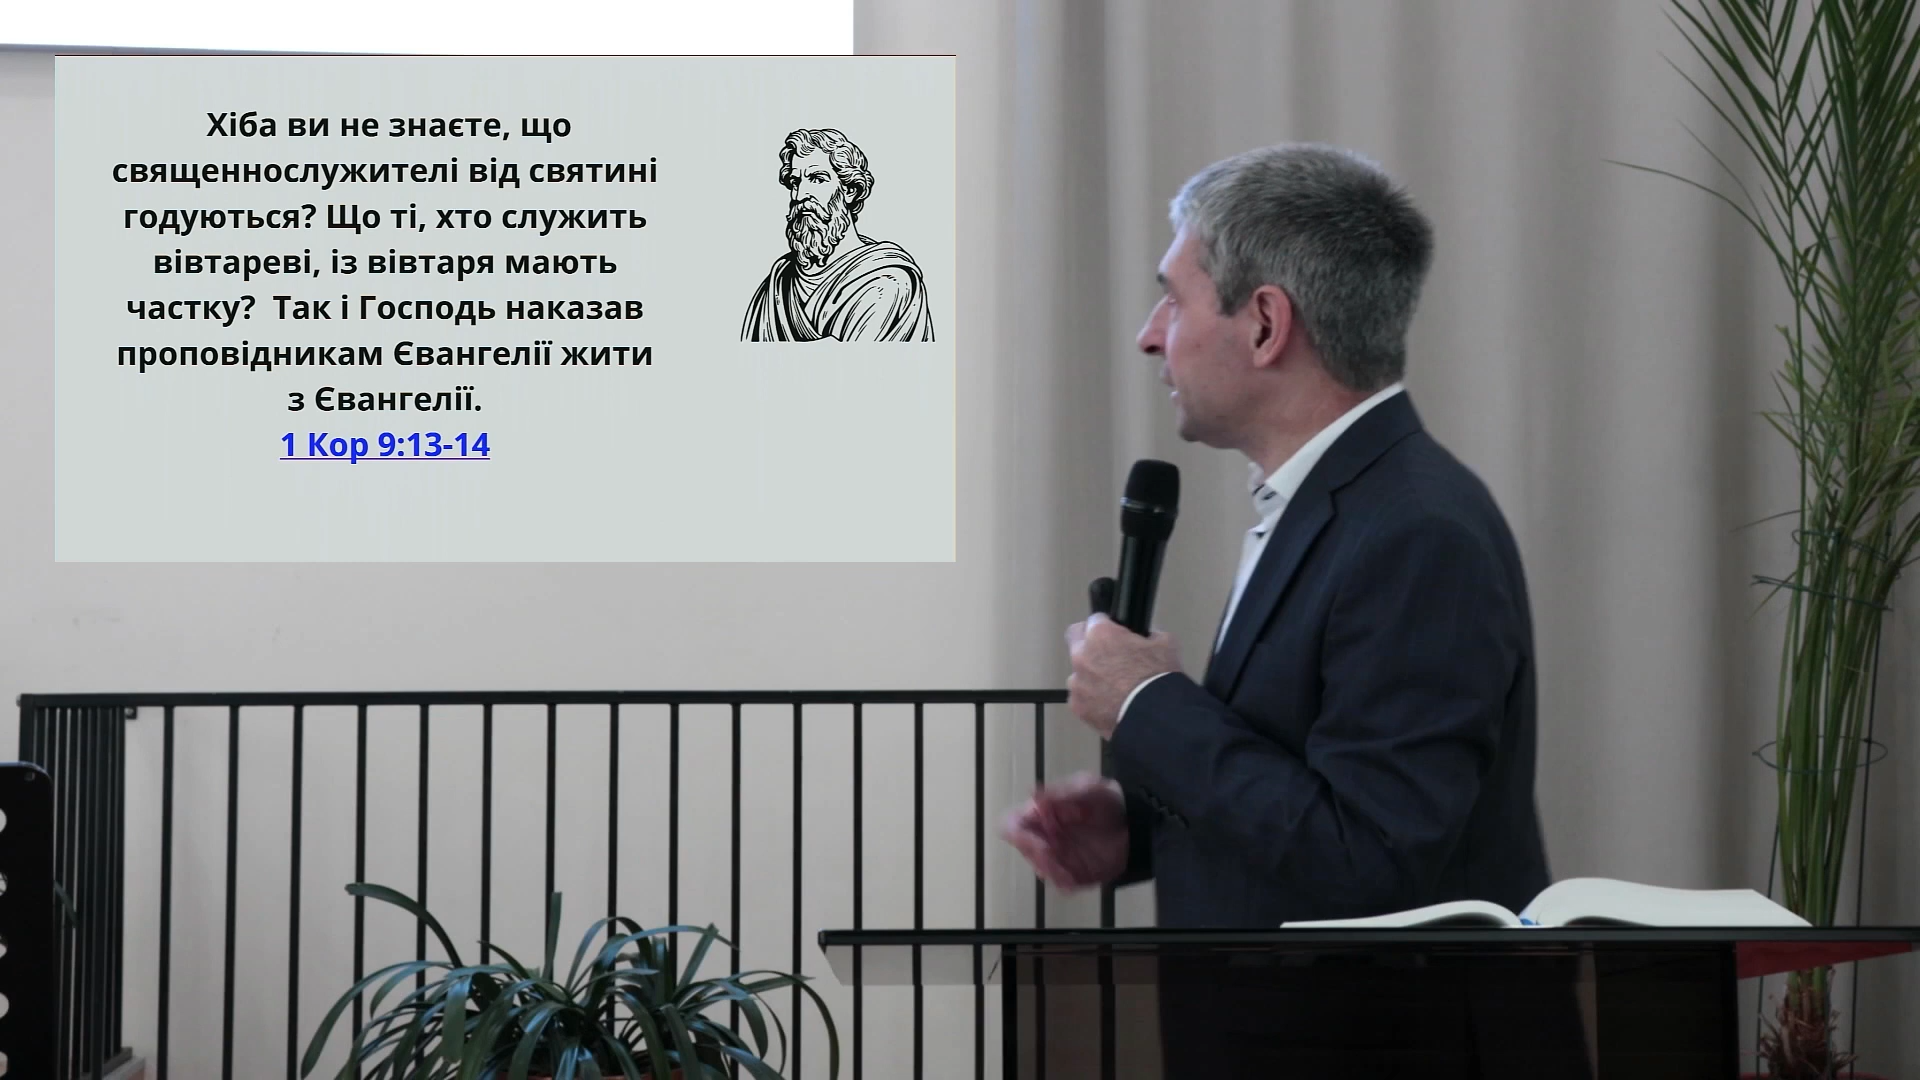 Хіба ви не знаєте, що
священнослужителі від святині
годуються? Що ті, хто служить
вівтареві, із вівтаря мають
частку?  Так і Господь наказав
проповідникам Євангелії жити
з Євангелії.
1 Кор 9:13-14